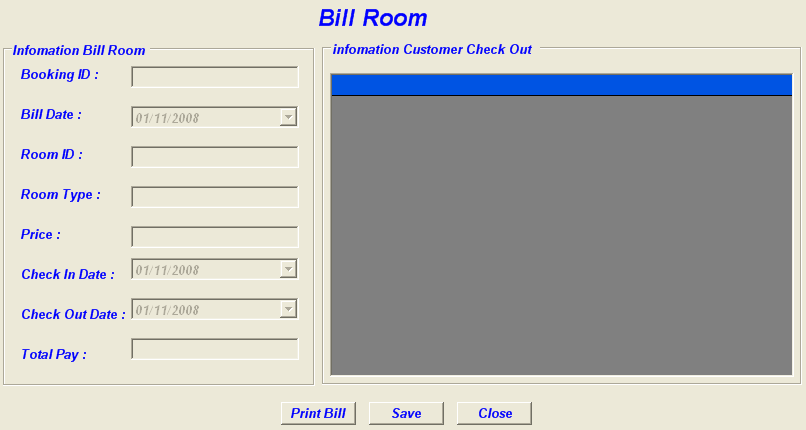 Bill Room
Infomation Bill Room
Booking ID :
Bill Date :
01/11/2008
Room ID :
Room Type :
Price :
Check In Date :
01/11/2008
Check Out Date :
01/11/2008
Total Pay :
infomation Customer Check Out
Print Bill
Save
Close